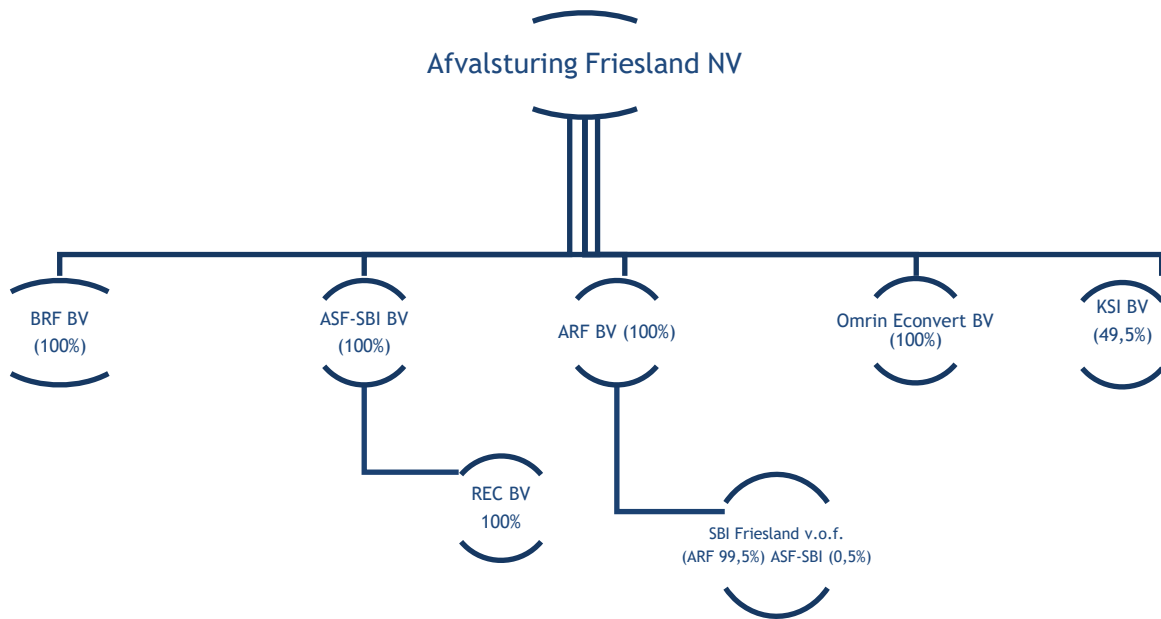 Afvalsturing Friesland NV
BRF BV
(100%)
ASF-SBI BV
(100%)
ARF BV (100%)
Omrin Econvert BV
(100%)
KSI BV
(49,5%)
REC BV
100%
SBI Friesland v.o.f.
(ARF 99,5%) ASF-SBI (0,5%)